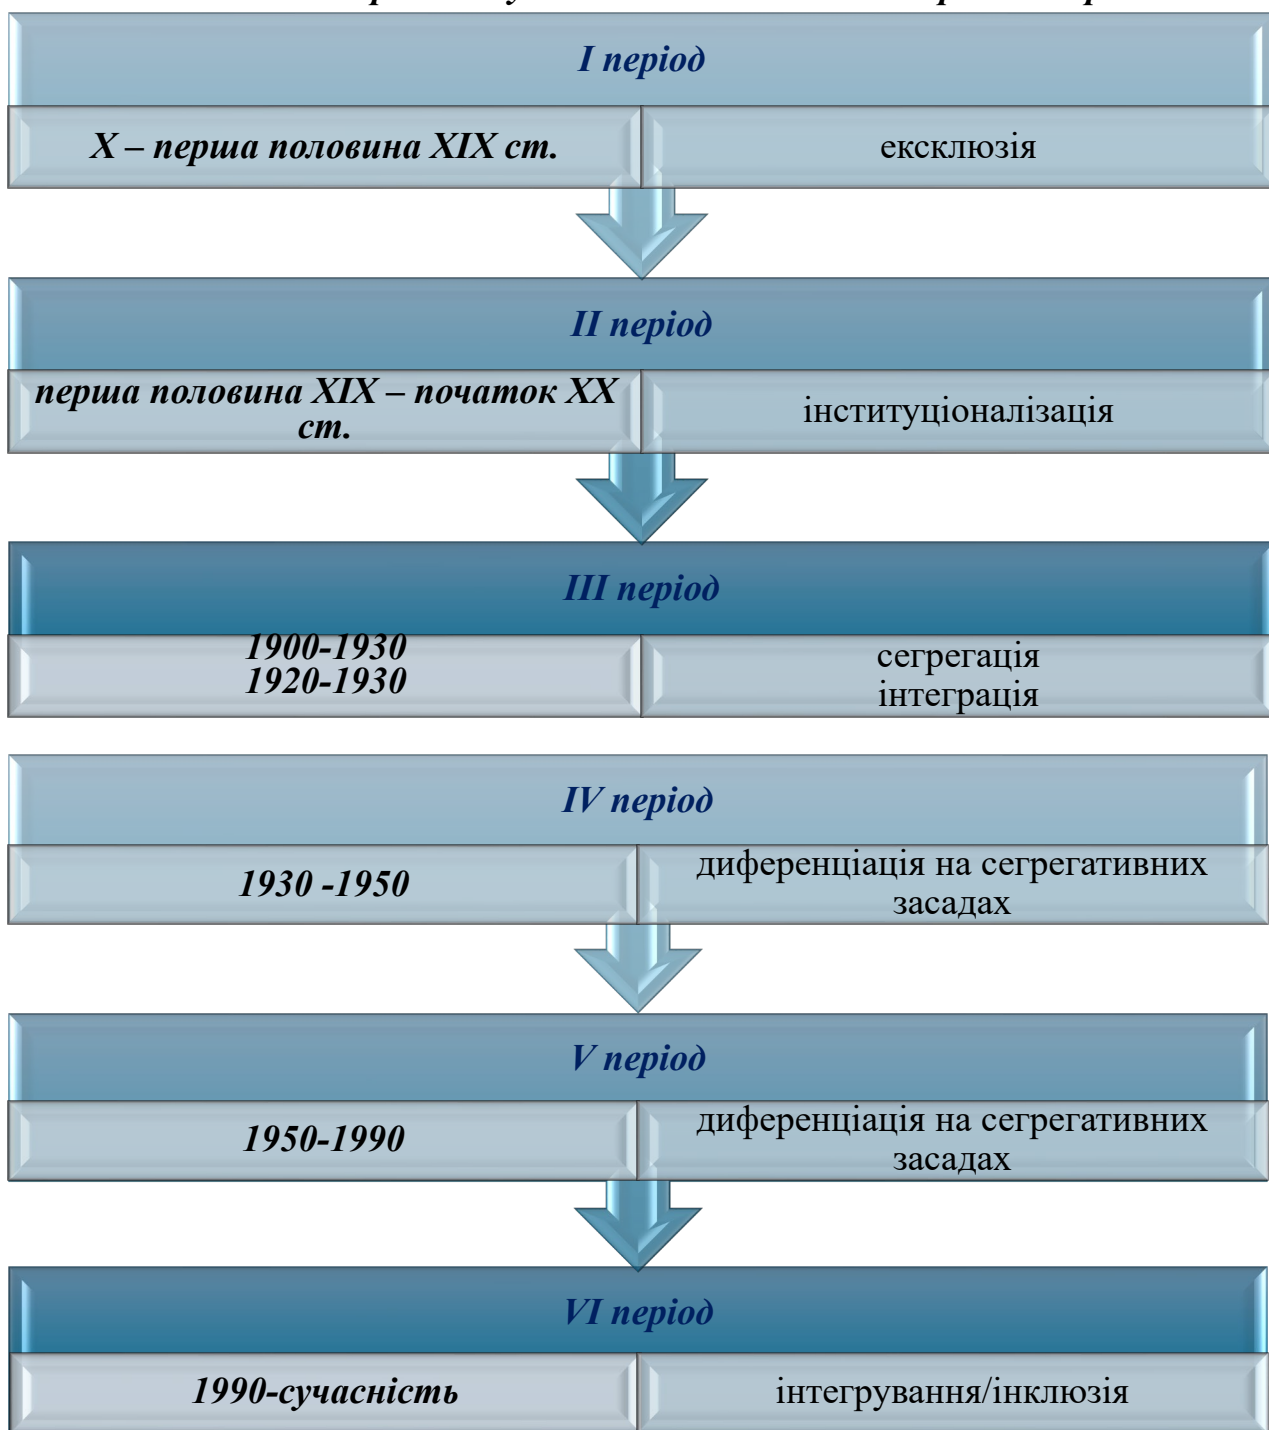 I період
X – перша половина XIX ст.
ексклюзія
II період
перша половина XIX – початок XX
ст.
інституціоналізація
III період
1900-1930
1920-1930
сегрегація
інтеграція
IV період
1930 -1950
диференціація на сегрегативних
засадах
V період
1950-1990
диференціація на сегрегативних
засадах
VI період
1990-сучасність
інтегрування/інклюзія